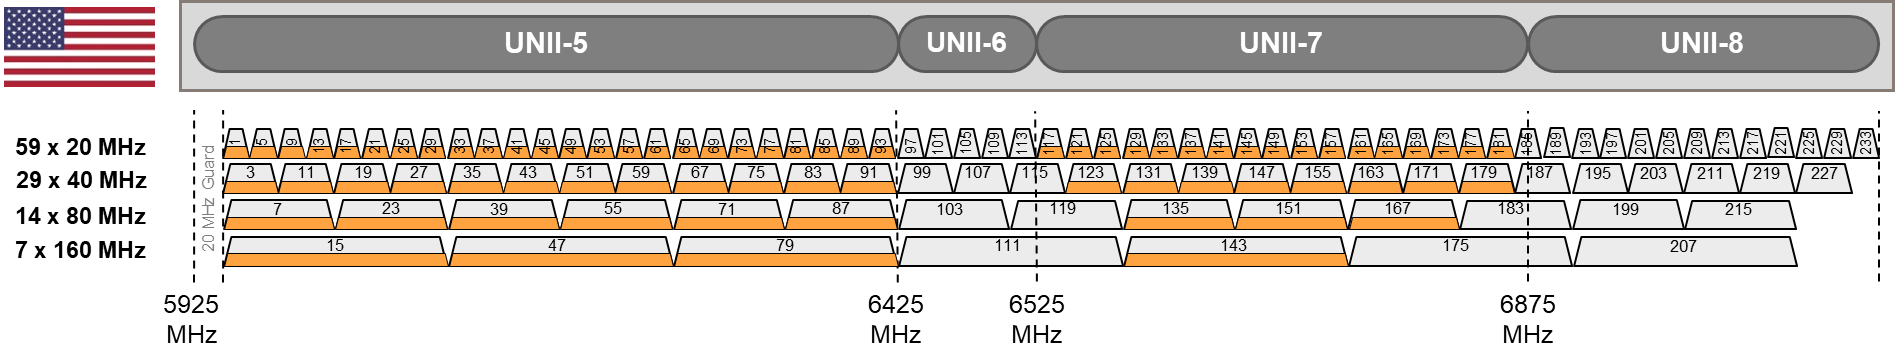 UNII-5 UNII-6 UNII-7 UNII-8
59 x 20 MHz 1 5 9 13 17 21 25 29 33 37 41 45 49 53 57 61 65 69 73 77 81 85 89 93 97 101 105 109 113 117 121 125 129 133 137 141 145 149 153 157 161 165 169 173 177 181 185 189 193 197 201 205 209 213 217 221 225 229 233
29 x 40 MHz 3 11 19 27 35 43 51 59 67 75 83 91 99 107 115 123 131 139 147 155 163 171 179 187 195 203 211 219 227
14 x 80 MHz 7 23 39 55 71 87 103 119 135 151 167 183 199 215
7 x 160 MHz 15 47 79 111 143 175 207
20 MHz Guard
5925 6425 6525 6875
MHz MHz MHz MHz